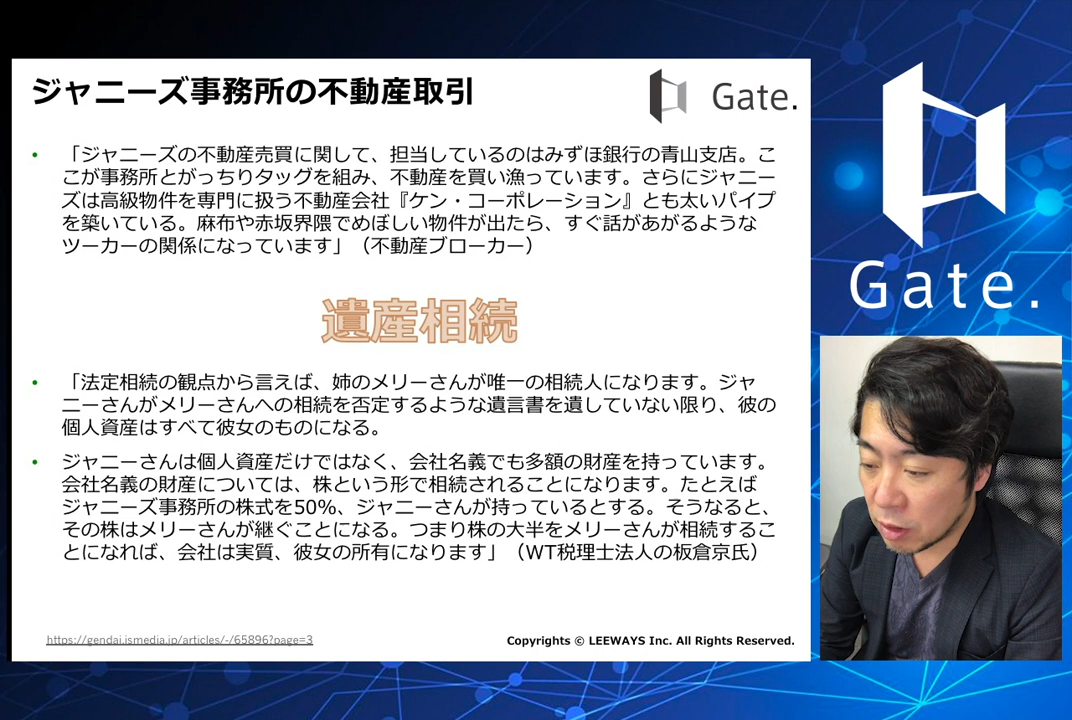 ジャニーズ事務所の不動産取引
Gate.
• 「ジャニーズの不動産売買に関して、担当しているのはみずほ銀行の青山支店。こ
こが事務所とがっちりタッグを組み、不動産を買い漁っています。さらにジャニー
ズは高級物件を専門に扱う不動産会社『ケン・コーポレーション』とも太いパイプ
を築いている。麻布や赤坂界隈でめぼしい物件が出たら、すぐ話があがるような
ツーカーの関係になっています」（不動産ブローカー）
遺産相続
• 「法定相続の観点から言えば、姉のメリーさんが唯一の相続人になります。ジャ
ニーさんがメリーさんへの相続を否定するような遺言書を遺していない限り、彼の
個人資産はすべて彼女のものになる。
• ジャニーさんは個人資産だけではなく、会社名義でも多額の財産を持っています。
会社名義の財産については、株という形で相続されることになります。たとえば
ジャニーズ事務所の株式を50%、ジャニーさんが持っているとする。そうなると、
その株はメリーさんが継ぐことになる。つまり株の大半をメリーさんが相続するこ
とになれば、会社は実質、彼女の所有になります」（WT税理士法人の板倉京氏）
https://gendai.ismedia.jp/articles/-/65896?page=3
Copyrights © LEEWAYS Inc. All Rights Reserved.
Gate.